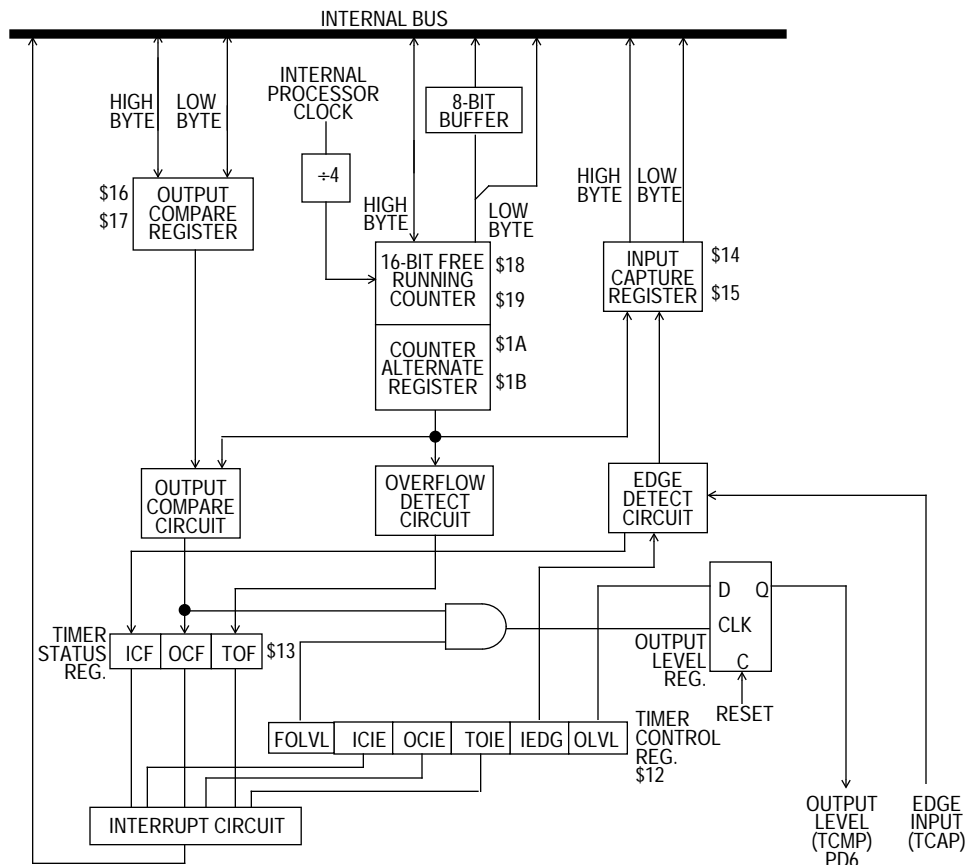 INTERNAL BUS
HIGH
BYTE
LOW
BYTE
INTERNAL
PROCESSOR
CLOCK
÷4
8-BIT
BUFFER
HIGH
BYTE
LOW
BYTE
HIGH
BYTE
LOW
BYTE
$16
$17
OUTPUT
COMPARE
REGISTER
16-BIT FREE
RUNNING
COUNTER
$18
$19
COUNTER
ALTERNATE
REGISTER
$1A
$1B
INPUT
CAPTURE
REGISTER
$14
$15
OUTPUT
COMPARE
CIRCUIT
OVERFLOW
DETECT
CIRCUIT
EDGE
DETECT
CIRCUIT
D Q
CLK
C
OUTPUT
LEVEL
REG.
RESET
TIMER
STATUS
REG.
ICF OCF TOF
$13
FOLVL ICIE OCIE TOIE IEDG OLVL
TIMER
CONTROL
REG.
$12
INTERRUPT CIRCUIT
OUTPUT
LEVEL
(TCMP)
PD6
EDGE
INPUT
(TCAP)